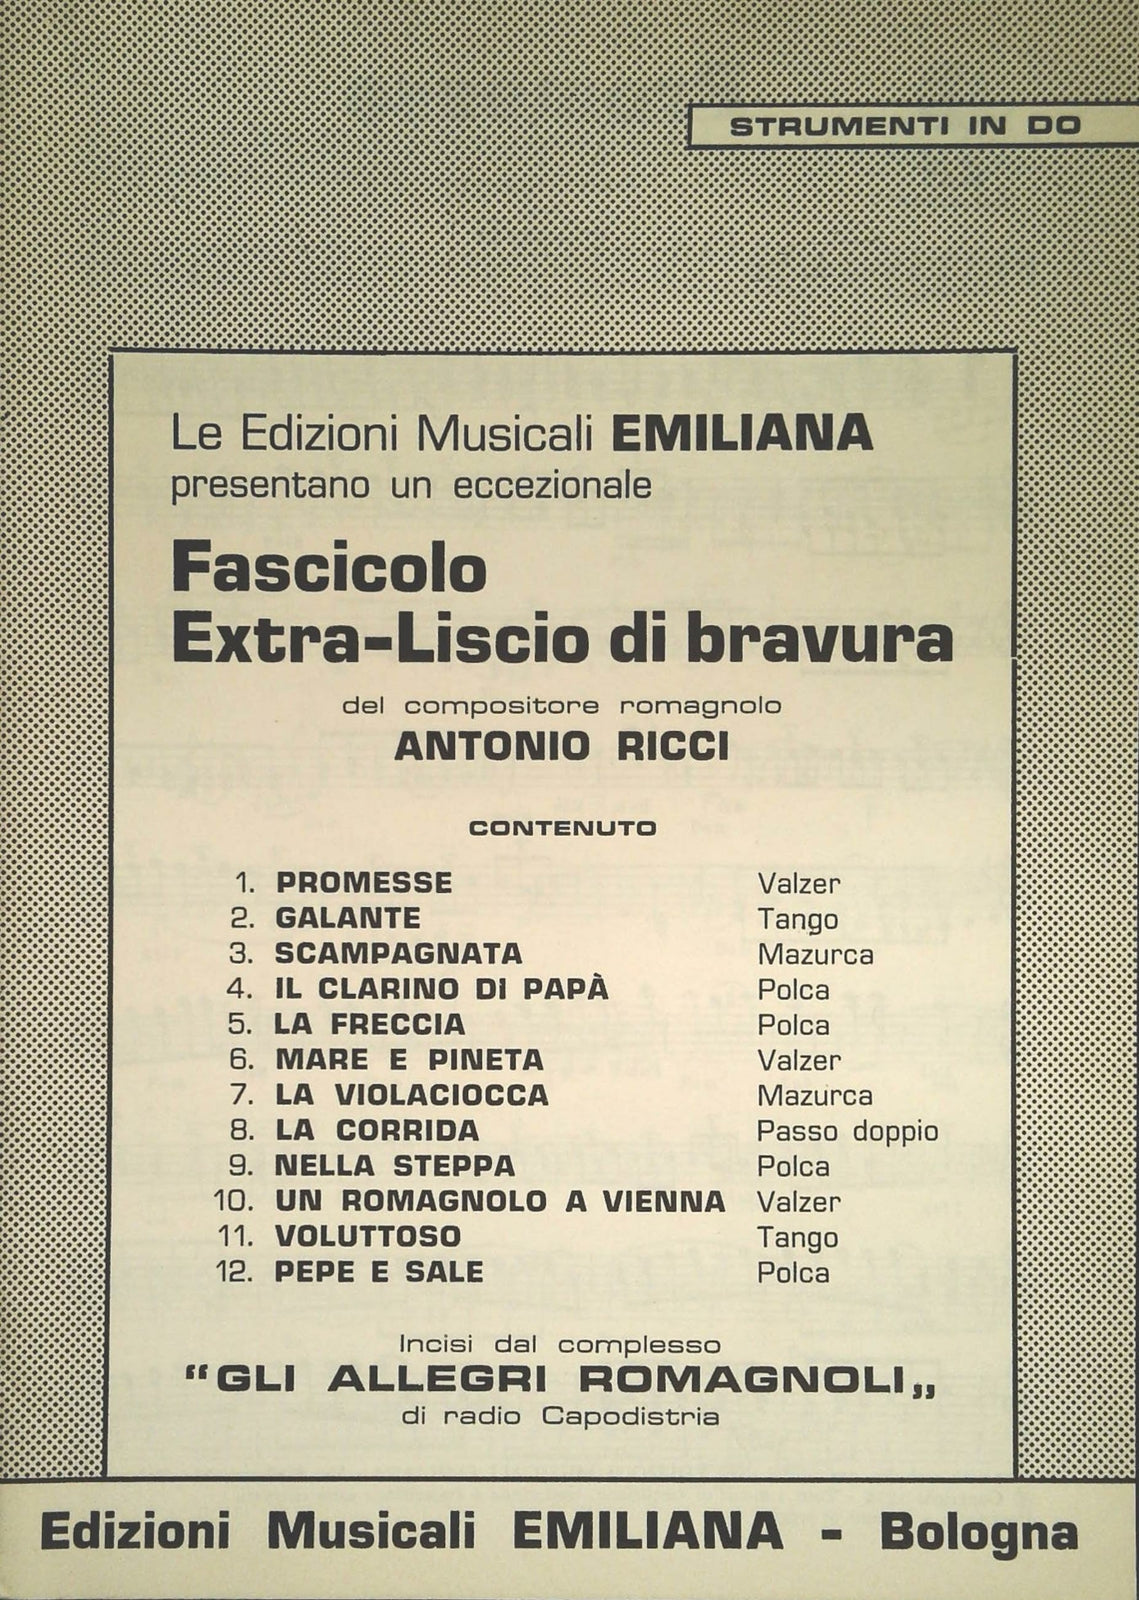 STRUMENTI IN DO
Le Edizioni Musicali EMILIANA
presentano un eccezionale
Fascicolo
Extra-Liscio di bravura
del compositore romagnolo
ANTONIO RICCI
CONTENUTO
1. PROMESSE Valzer
2. GALANTE Tango
3. SCAMPAGNATA Mazurca
4. IL CLARINO DI PAPÀ Polca
5. LA FRECCIA Polca
6. MARE E PINETA Valzer
7. LA VIOLACIOCCA Mazurca
8. LA CORRIDA Passo doppio
9. NELLA STEPPA Polca
10. UN ROMAGNOLO A VIENNA Valzer
11. VOLUTTOSO Tango
12. PEPE E SALE Polca
Incisi dal complesso
“GLI ALLEGRI ROMAGNOLI„
di radio Capodistria
Edizioni Musicali EMILIANA - Bologna